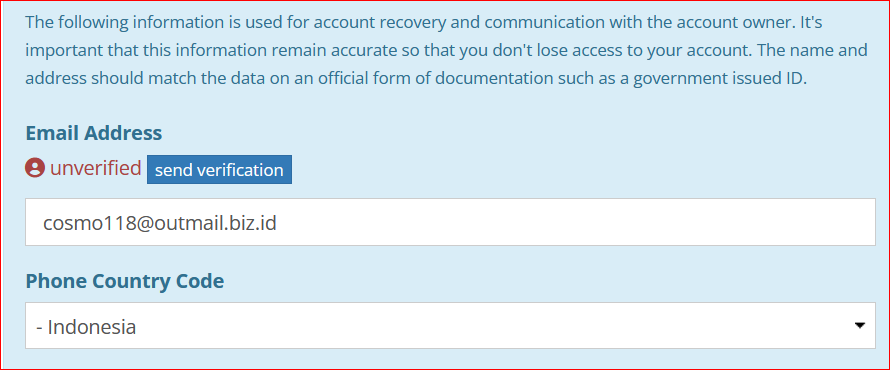 The following information is used for account recovery and communication with the account owner. It's
important that this information remain accurate so that you don't lose access to your account. The name and
address should match the data on an official form of documentation such as a government issued ID.
Email Address
unverified send verification
cosmo118@outmail.biz.id
Phone Country Code
- Indonesia